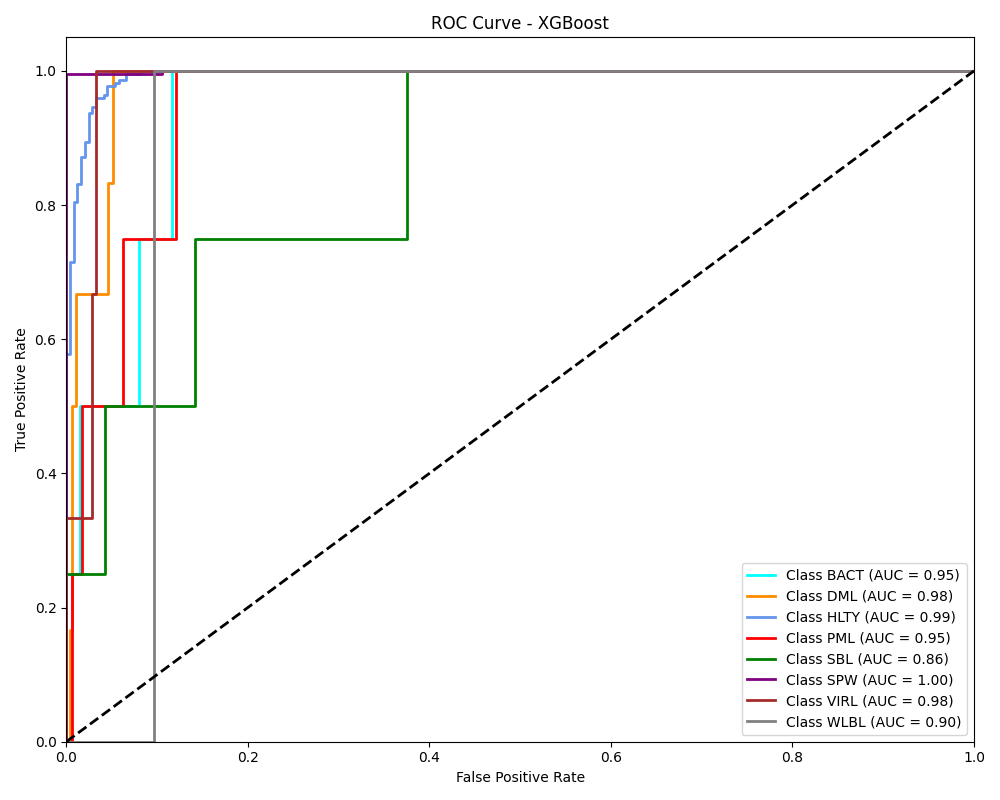 ROC Curve - XGBoost
1.0
0.8
0.6
0.4
0.2
0.0
True Positive Rate
0.0 0.2 0.4 0.6 0.8 1.0
False Positive Rate
Class BACT (AUC = 0.95)
Class DML (AUC = 0.98)
Class HLTY (AUC = 0.99)
Class PML (AUC = 0.95)
Class SBL (AUC = 0.86)
Class SPW (AUC = 1.00)
Class VIRL (AUC = 0.98)
Class WLBL (AUC = 0.90)